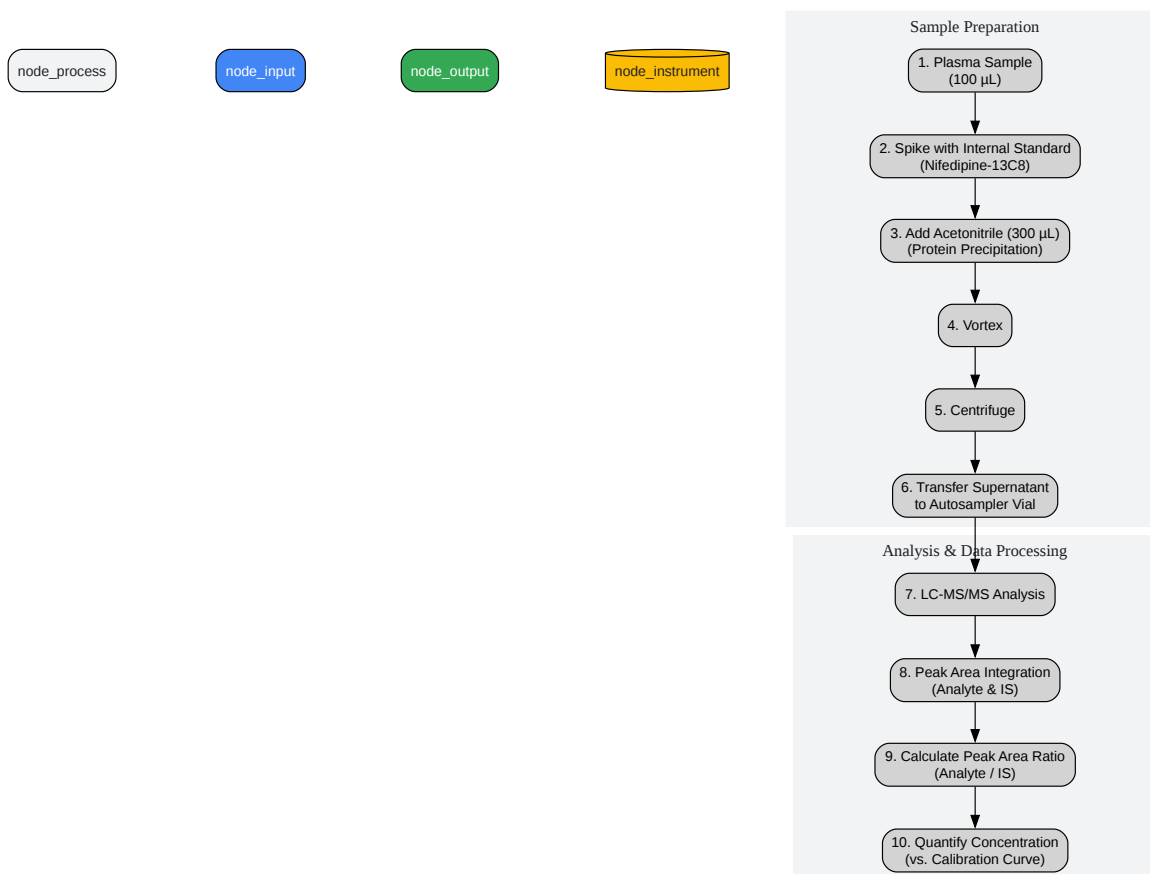 node_process
node_input
node_output
node_instrument
Sample Preparation
1. Plasma Sample
(100 µL)
2. Spike with Internal Standard
(Nifedipine-13C8)
3. Add Acetonitrile (300 µL)
(Protein Precipitation)
4. Vortex
5. Centrifuge
6. Transfer Supernatant
to Autosampler Vial
Analysis & Data Processing
7. LC-MS/MS Analysis
8. Peak Area Integration
(Analyte & IS)
9. Calculate Peak Area Ratio
(Analyte / IS)
10. Quantify Concentration
(vs. Calibration Curve)